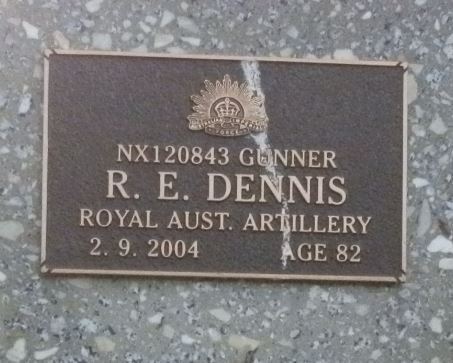 NX120843 GUNNER
R. E. DENNIS
ROYAL AUST. ARTILLERY
2. 9. 2004 AGE 82